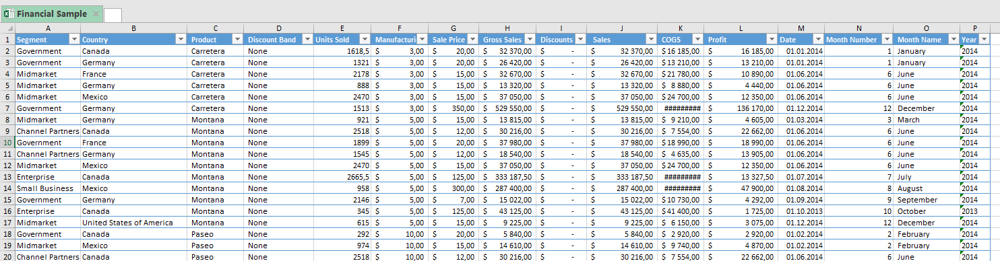 Financial Sample
A B C D E F G H I J K L M N O P
1 Segment Country Product Discount Band Units Sold Manufacturi Sale Price Gross Sales Discounts Sales COGS Profit Date Month Number Month Name Year
2 Government Canada Carretera None 1618,5 $ 3,00 $ 20,00 $ 32 370,00 $ - $ 32 370,00 $ 16 185,00 $ 16 185,00 01.01.2014 1 January 2014
3 Government Germany Carretera None 1321 $ 3,00 $ 20,00 $ 26 420,00 $ - $ 26 420,00 $ 13 210,00 $ 13 210,00 01.01.2014 1 January 2014
4 Midmarket France Carretera None 2178 $ 3,00 $ 15,00 $ 32 670,00 $ - $ 32 670,00 $ 21 780,00 $ 10 890,00 01.06.2014 6 June 2014
5 Midmarket Germany Carretera None 888 $ 3,00 $ 15,00 $ 13 320,00 $ - $ 13 320,00 $ 8 880,00 $ 4 440,00 01.06.2014 6 June 2014
6 Midmarket Mexico Carretera None 2470 $ 3,00 $ 15,00 $ 37 050,00 $ - $ 37 050,00 $ 24 700,00 $ 12 350,00 01.06.2014 6 June 2014
7 Government Germany Carretera None 1513 $ 3,00 $ 350,00 $ 529 550,00 $ - $ 529 550,00 ######### $ 136 170,00 01.12.2014 12 December 2014
8 Midmarket Germany Montana None 921 $ 5,00 $ 15,00 $ 13 815,00 $ - $ 13 815,00 $ 9 210,00 $ 4 605,00 01.03.2014 3 March 2014
9 Channel Partners Canada Montana None 2518 $ 5,00 $ 12,00 $ 30 216,00 $ - $ 30 216,00 $ 7 554,00 $ 22 662,00 01.06.2014 6 June 2014
10 Government France Montana None 1899 $ 5,00 $ 20,00 $ 37 980,00 $ - $ 37 980,00 $ 18 990,00 $ 18 990,00 01.06.2014 6 June 2014
11 Channel Partners Germany Montana None 1545 $ 5,00 $ 12,00 $ 18 540,00 $ - $ 18 540,00 $ 4 635,00 $ 13 905,00 01.06.2014 6 June 2014
12 Midmarket Mexico Montana None 2470 $ 5,00 $ 15,00 $ 37 050,00 $ - $ 37 050,00 $ 24 700,00 $ 12 350,00 01.06.2014 6 June 2014
13 Enterprise Canada Montana None 2665,5 $ 5,00 $ 125,00 $ 333 187,50 $ - $ 333 187,50 ######### $ 13 327,50 01.07.2014 7 July 2014
14 Small Business Mexico Montana None 958 $ 5,00 $ 300,00 $ 287 400,00 $ - $ 287 400,00 ######### $ 47 900,00 01.08.2014 8 August 2014
15 Government Germany Montana None 2146 $ 5,00 $ 7,00 $ 15 022,00 $ - $ 15 022,00 $ 10 730,00 $ 4 292,00 01.09.2014 9 September 2014
16 Enterprise Canada Montana None 345 $ 5,00 $ 125,00 $ 43 125,00 $ - $ 43 125,00 $ 41 400,00 $ 1 725,00 01.10.2013 10 October 2013
17 Midmarket United States of America Montana None 615 $ 5,00 $ 15,00 $ 9 225,00 $ - $ 9 225,00 $ 6 150,00 $ 3 075,00 01.12.2014 12 December 2014
18 Government Canada Paseo None 292 $ 10,00 $ 20,00 $ 5 840,00 $ - $ 5 840,00 $ 2 920,00 $ 2 920,00 01.02.2014 2 February 2014
19 Midmarket Mexico Paseo None 974 $ 10,00 $ 15,00 $ 14 610,00 $ - $ 14 610,00 $ 9 740,00 $ 4 870,00 01.02.2014 2 February 2014
20 Channel Partners Canada Paseo None 2518 $ 10,00 $ 12,00 $ 30 216,00 $ - $ 30 216,00 $ 7 554,00 $ 22 662,00 01.06.2014 6 June 2014